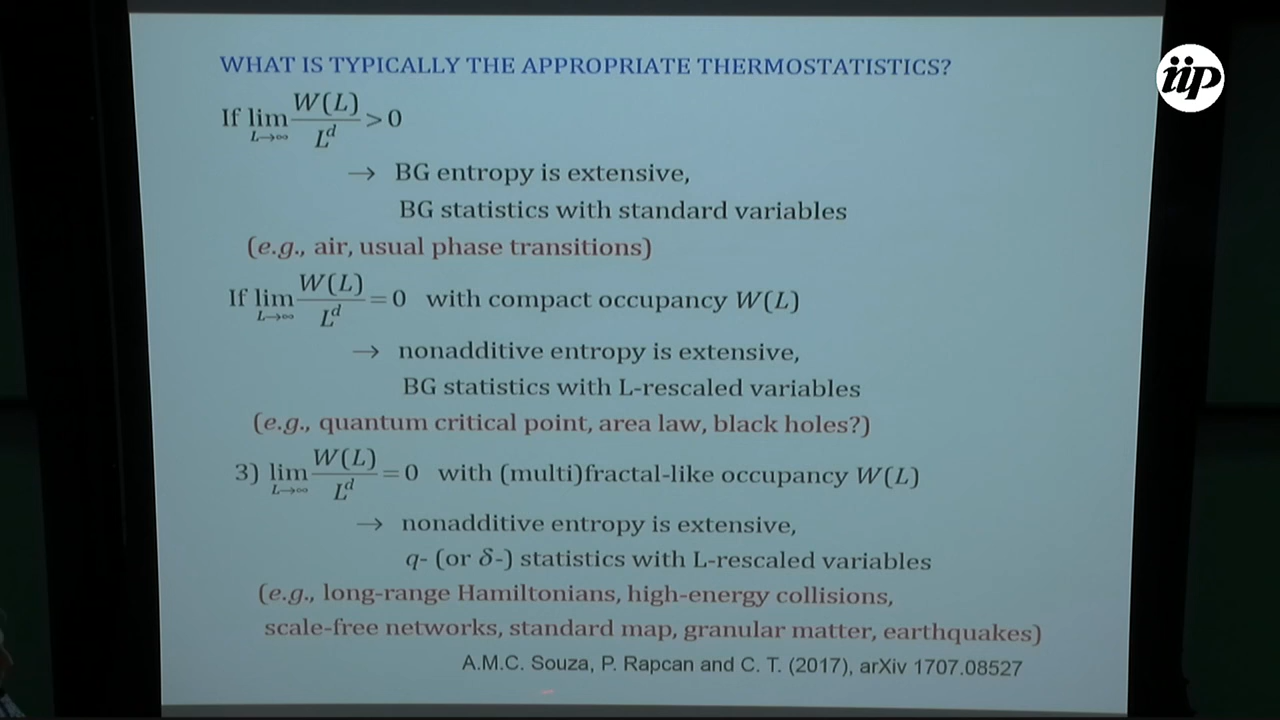 WHAT IS TYPICALLY THE APPROPRIATE THERMOSTATISTICS?
If lim_{L→∞} W(L)/L^d > 0
→ BG entropy is extensive,
BG statistics with standard variables
(e.g., air, usual phase transitions)
If lim_{L→∞} W(L)/L^d = 0 with compact occupancy W(L)
→ nonadditive entropy is extensive,
BG statistics with L-rescaled variables
(e.g., quantum critical point, area law, black holes?)
3) lim_{L→∞} W(L)/L^d = 0 with (multi)fractal-like occupancy W(L)
→ nonadditive entropy is extensive,
q- (or δ-) statistics with L-rescaled variables
(e.g., long-range Hamiltonians, high-energy collisions,
scale-free networks, standard map, granular matter, earthquakes)
A.M.C. Souza, P. Rapcan and C. T. (2017), arXiv 1707.08527
iip